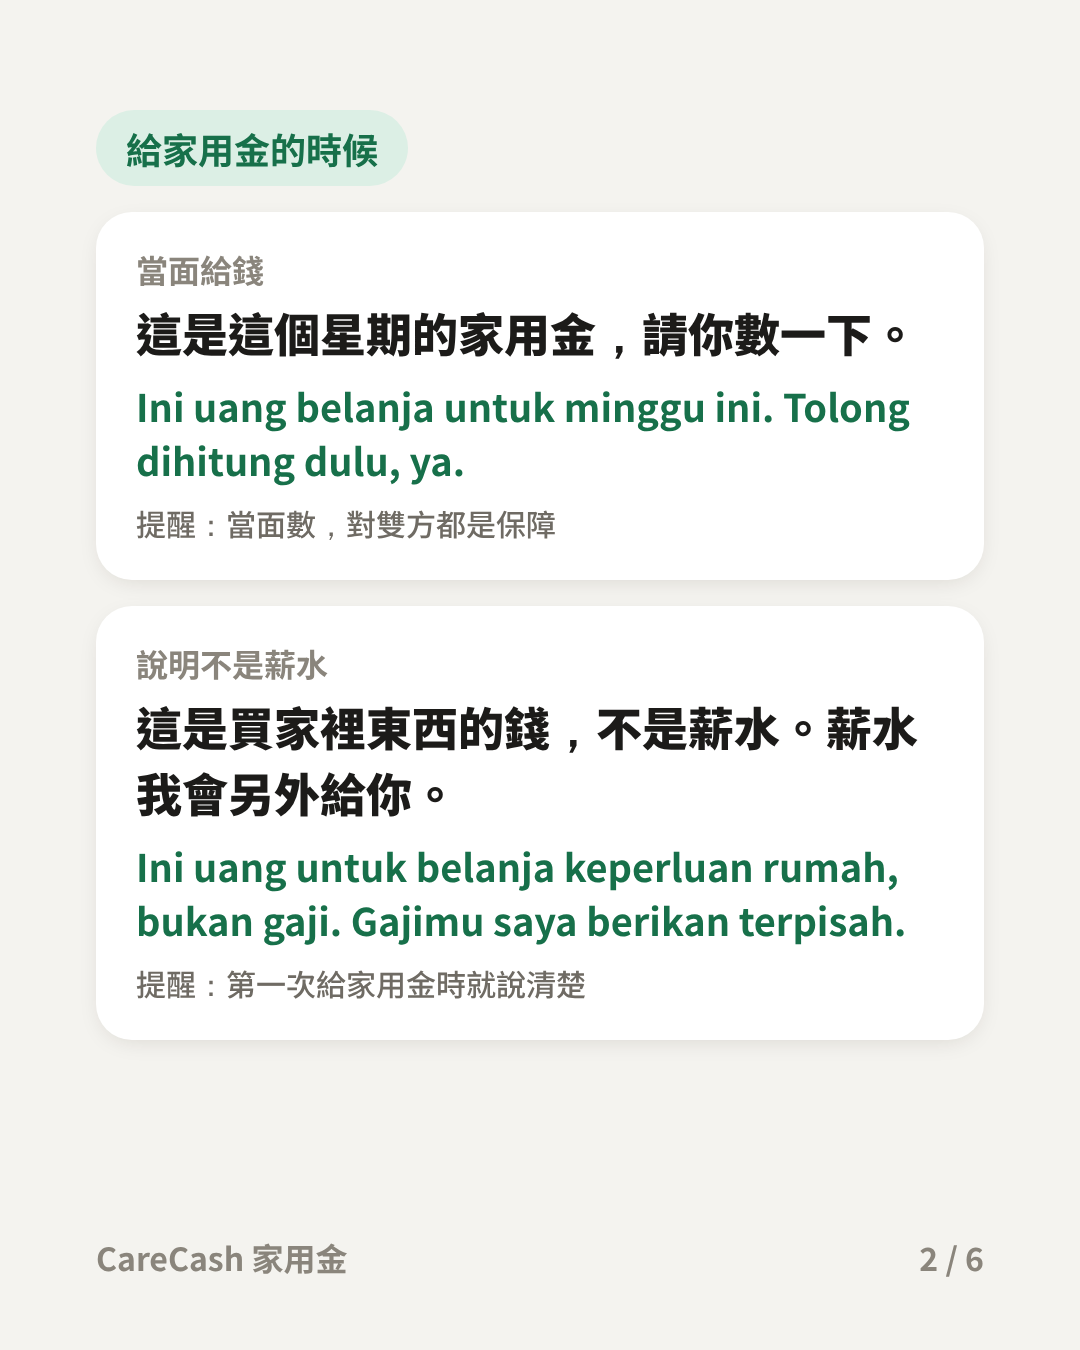 給家用金的時候
當面給錢
這是這個星期的家用金，請你數一下。
Ini uang belanja untuk minggu ini. Tolong
dihitung dulu, ya.
提醒：當面數，對雙方都是保障
說明不是薪水
這是買家裡東西的錢，不是薪水。薪水
我會另外給你。
Ini uang untuk belanja keperluan rumah,
bukan gaji. Gajimu saya berikan terpisah.
提醒：第一次給家用金時就說清楚
CareCash 家用金
2 / 6